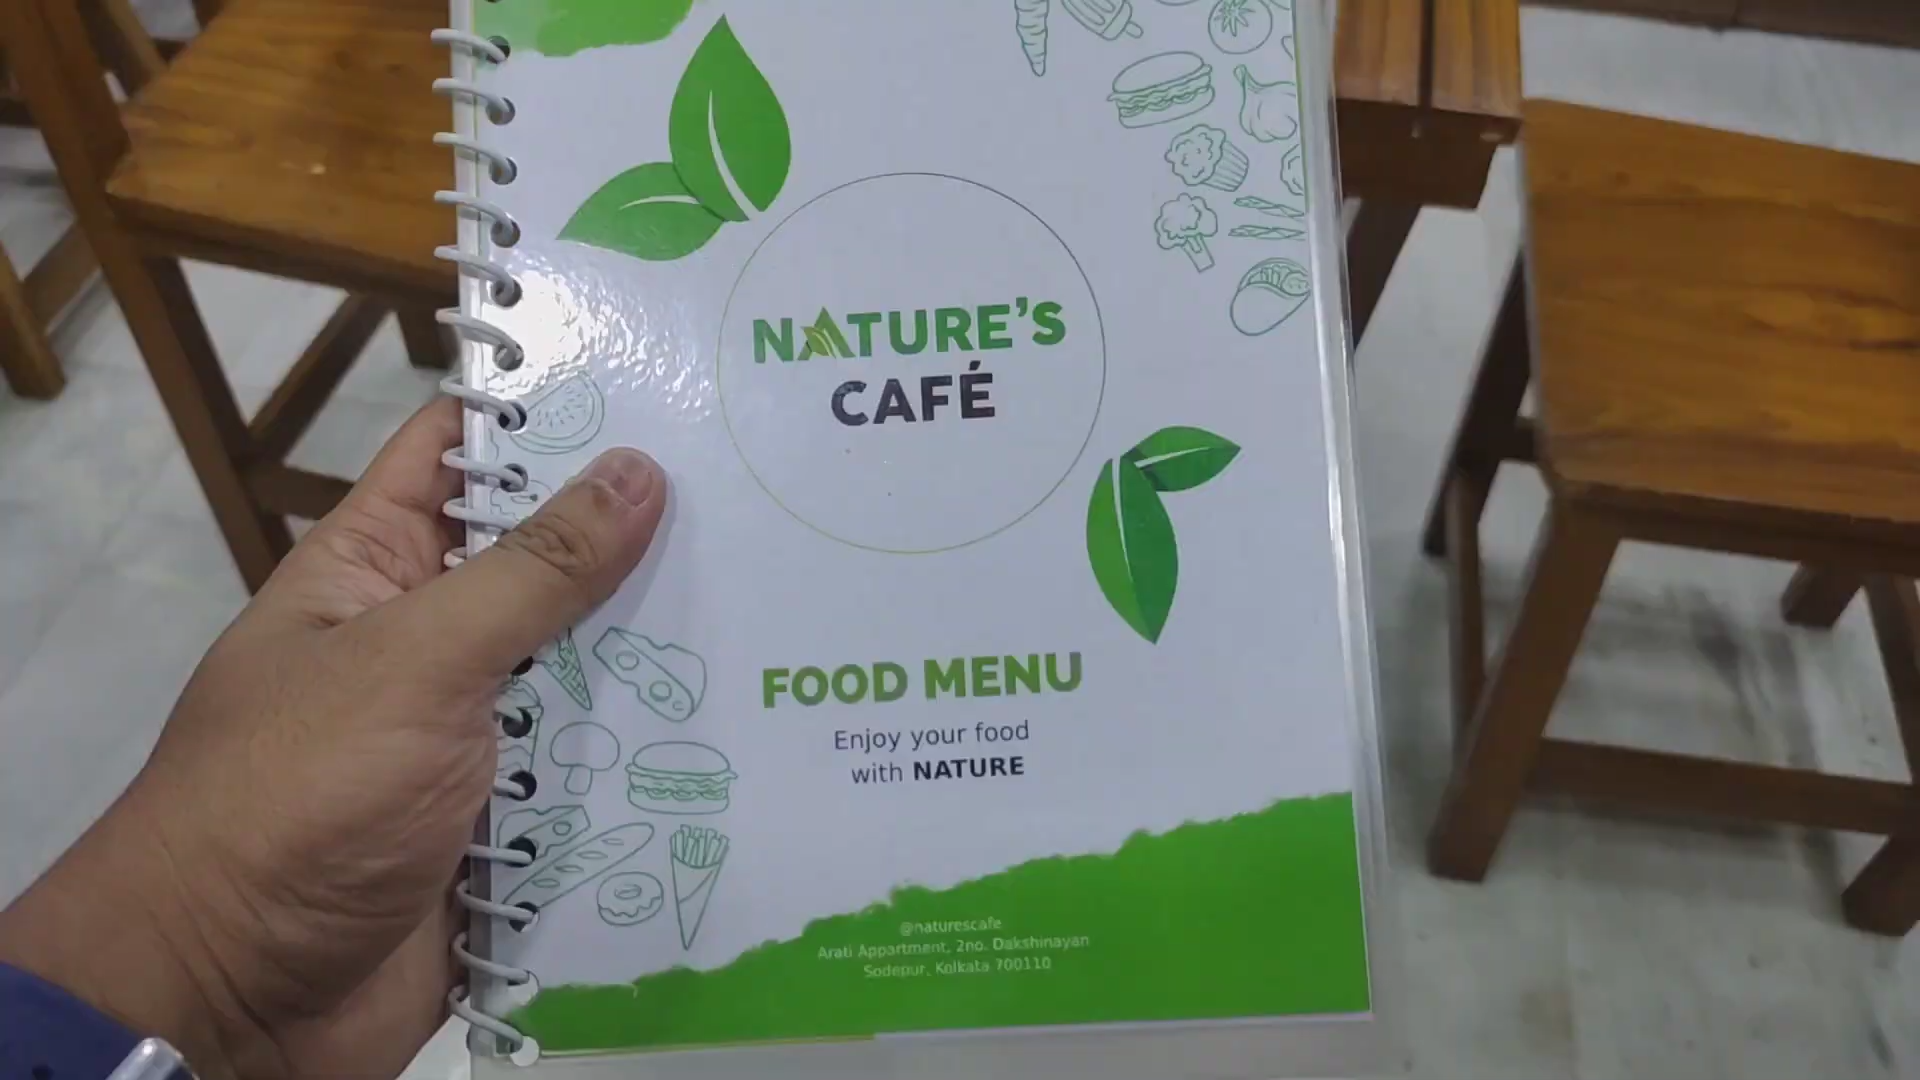 NATURE'S
CAFÉ
FOOD MENU
Enjoy your food
with NATURE
@naturescafe
Arati Appartment, 2no. Dakshinayan
Sodepur, Kolkata 700110